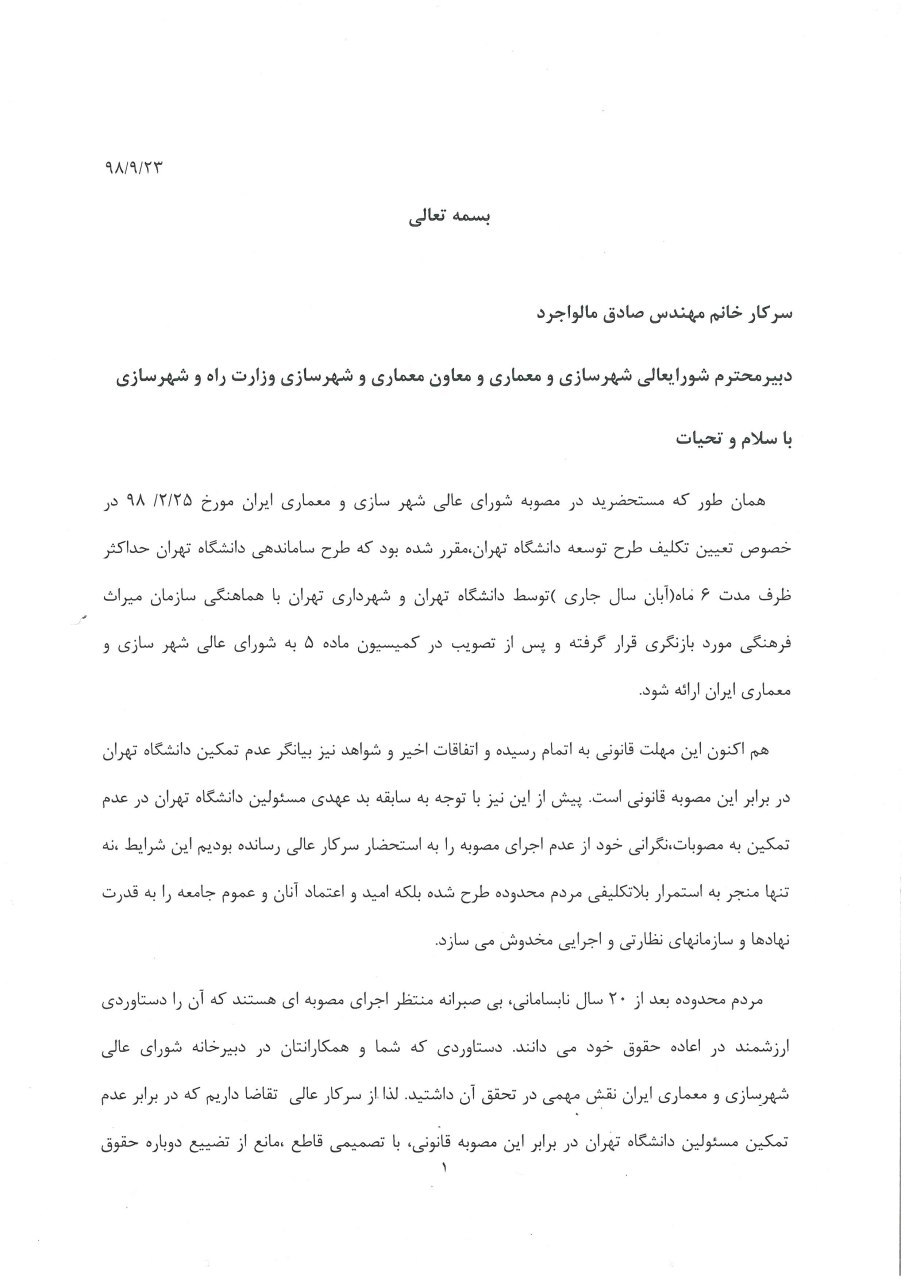 ۹۸/۹/۲۳
بسمه تعالی
سرکار خانم مهندس صادق مالواجرد
دبیرمحترم شورایعالی شهرسازی و معماری و معاون معماری و شهرسازی وزارت راه و شهرسازی
با سلام و تحیات
همان طور که مستحضرید در مصوبه شورای عالی شهر سازی و معماری ایران مورخ ۲/۲۵/ ۹۸ در
خصوص تعیین تکلیف طرح توسعه دانشگاه تهران،مقرر شده بود که طرح ساماندهی دانشگاه تهران حداکثر
ظرف مدت ۶ ماه(آبان سال جاری )توسط دانشگاه تهران و شهرداری تهران با هماهنگی سازمان میراث
فرهنگی مورد بازنگری قرار گرفته و پس از تصویب در کمیسیون ماده ۵ به شورای عالی شهر سازی و
معماری ایران ارائه شود.
هم اکنون این مهلت قانونی به اتمام رسیده و اتفاقات اخیر و شواهد نیز بیانگر عدم تمکین دانشگاه تهران
در برابر این مصوبه قانونی است. پیش از این نیز با توجه به سابقه بد عهدی مسئولین دانشگاه تهران در عدم
تمکین به مصوبات،نگرانی خود از عدم اجرای مصوبه را به استحضار سرکار عالی رسانده بودیم این شرایط ،نه
تنها منجر به استمرار بلاتکلیفی مردم محدوده طرح شده بلکه امید و اعتماد آنان و عموم جامعه را به قدرت
نهادها و سازمانهای نظارتی و اجرایی مخدوش می سازد.
مردم محدوده بعد از ۲۰ سال نابسامانی، بی صبرانه منتظر اجرای مصوبه ای هستند که آن را دستاوردی
ارزشمند در اعاده حقوق خود می دانند. دستاوردی که شما و همکارانتان در دبیرخانه شورای عالی
شهرسازی و معماری ایران نقش مهمی در تحقق آن داشتید. لذا از سرکار عالی تقاضا داریم که در برابر عدم
تمکین مسئولین دانشگاه تهران در برابر این مصوبه قانونی، با تصمیمی قاطع ،مانع از تضییع دوباره حقوق
۱